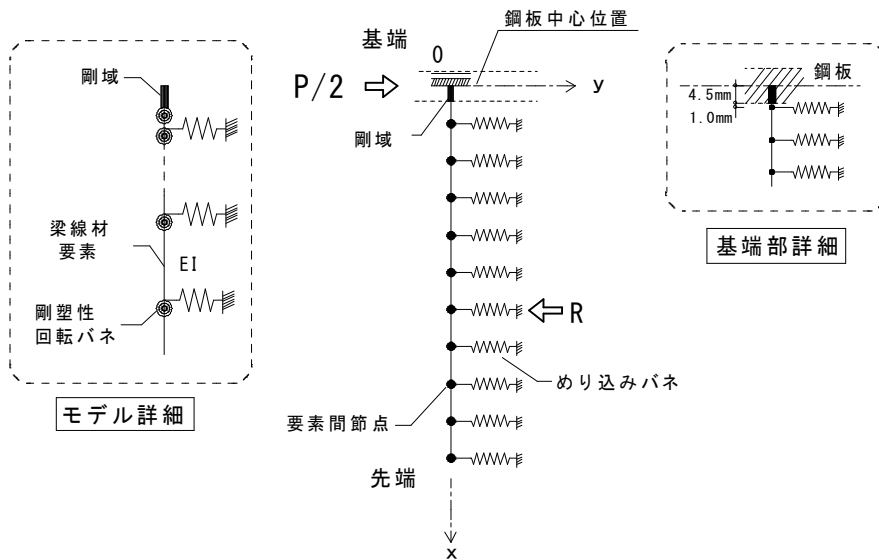 剛域
梁線材
要素
EI
剛塑性
回転バネ
モデル詳細
基端
0
鋼板中心位置
P/2
y
剛域
R
めり込みバネ
要素間節点
先端
x
鋼板
4.5mm
1.0mm
基端部詳細